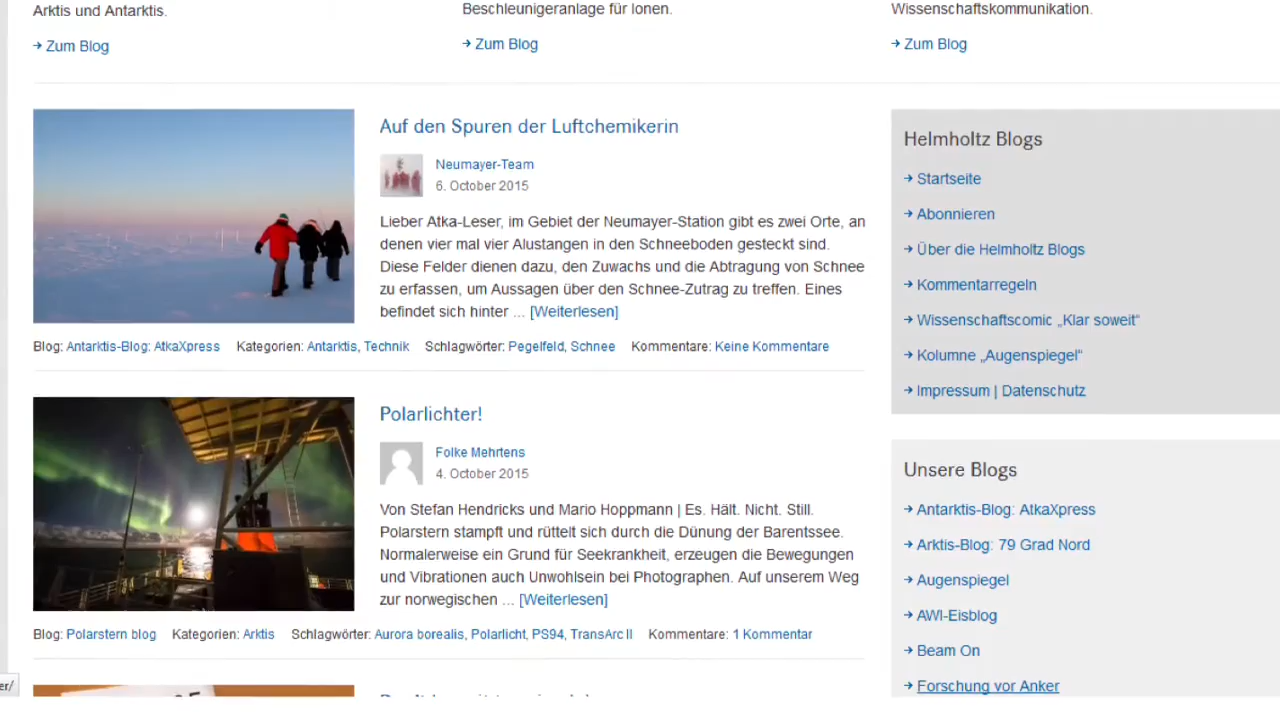 Arktis und Antarktis.
→ Zum Blog
Beschleunigeranlage für Ionen.
→ Zum Blog
Wissenschaftskommunikation.
→ Zum Blog
Auf den Spuren der Luftchemikerin
Neumayer-Team
6. October 2015
Lieber Atka-Leser, im Gebiet der Neumayer-Station gibt es zwei Orte, an
denen vier mal vier Alustangen in den Schneeboden gesteckt sind.
Diese Felder dienen dazu, den Zuwachs und die Abtragung von Schnee
zu erfassen, um Aussagen über den Schnee-Zutrag zu treffen. Eines
befindet sich hinter ... [Weiterlesen]
Blog: Antarktis-Blog: AtkaXpress Kategorien: Antarktis, Technik Schlagwörter: Pegelfeld, Schnee Kommentare: Keine Kommentare
Polarlichter!
Folke Mehrtens
4. October 2015
Von Stefan Hendricks und Mario Hoppmann | Es. Hält. Nicht. Still.
Polarstern stampft und rüttelt sich durch die Dünung der Barentssee.
Normalerweise ein Grund für Seekrankheit, erzeugen die Bewegungen
und Vibrationen auch Unwohlsein bei Photographen. Auf unserem Weg
zur norwegischen ... [Weiterlesen]
Blog: Polarstern blog Kategorien: Arktis Schlagwörter: Aurora borealis, Polarlicht, PS94, TransArc II Kommentare: 1 Kommentar
Helmholtz Blogs
→ Startseite
→ Abonnieren
→ Über die Helmholtz Blogs
→ Kommentarregeln
→ Wissenschaftscomic „Klar soweit“
→ Kolumne „Augenspiegel“
→ Impressum | Datenschutz
Unsere Blogs
→ Antarktis-Blog: AtkaXpress
→ Arktis-Blog: 79 Grad Nord
→ Augenspiegel
→ AWI-Eisblog
→ Beam On
→ Forschung vor Anker
er/